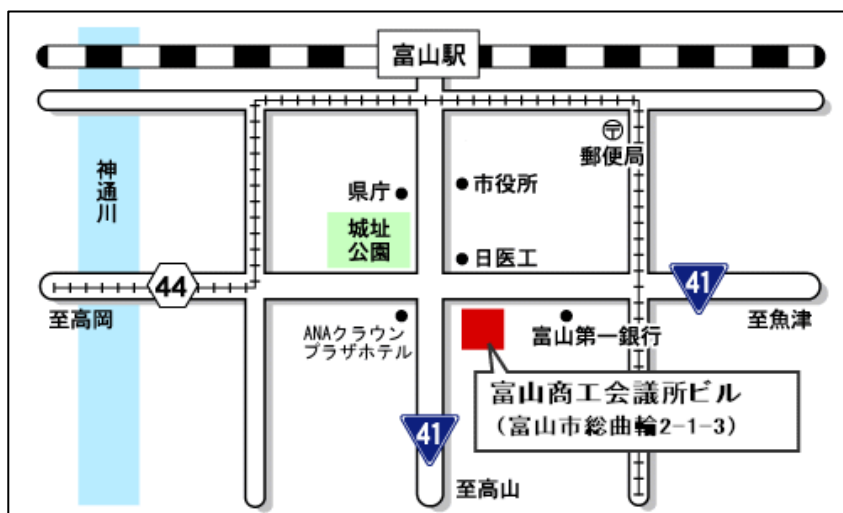 富山駅
〒
郵便局
神通川
県庁
市役所
城址
公園
日医工
44
41
至高岡
ANAクラウン
プラザホテル
富山第一銀行
至魚津
富山商工会議所ビル
(富山市総曲輪2-1-3)
41
至高山